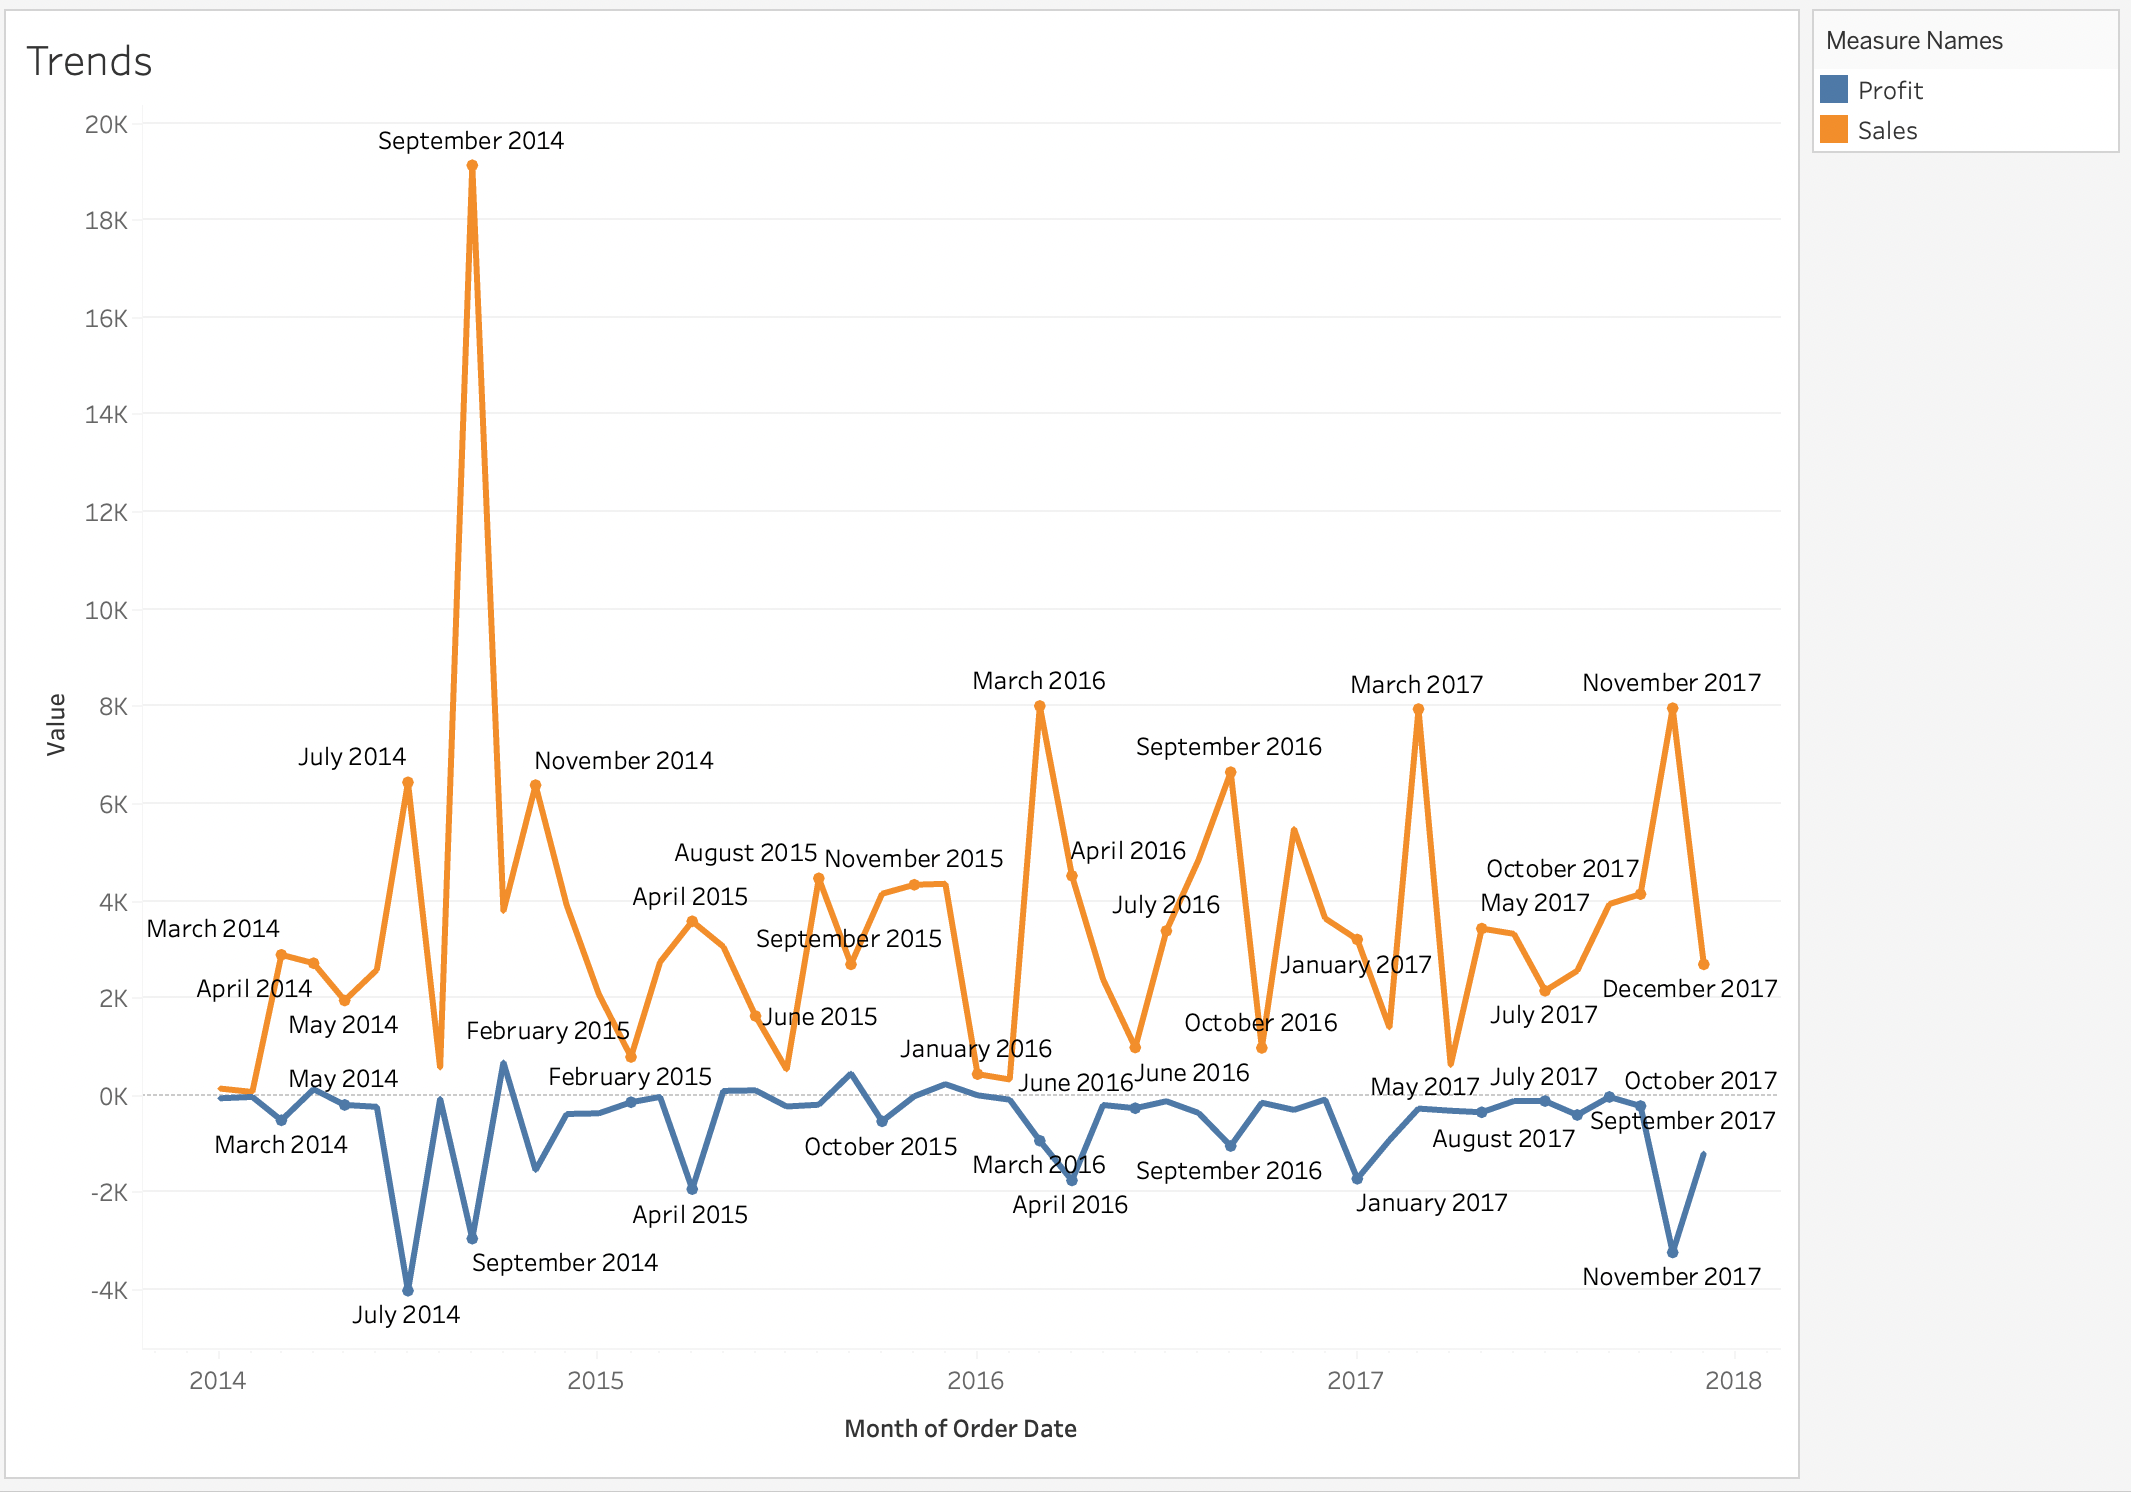 Trends
Measure Names
Profit
Sales
20K
18K
16K
14K
12K
10K
8K
6K
4K
2K
0K
-2K
-4K
Value
September 2014
March 2016
March 2017
November 2017
September 2016
July 2014
November 2014
August 2015
November 2015
April 2016
October 2017
April 2015
May 2017
July 2016
March 2014
September 2015
January 2017
April 2014
December 2017
May 2014
February 2015
June 2015
October 2016
July 2017
January 2016
May 2014
February 2015
June 2016
June 2016
May 2017
July 2017
October 2017
March 2014
October 2015
August 2017
September 2017
March 2016
September 2016
April 2015
April 2016
January 2017
September 2014
November 2017
July 2014
2014
2015
2016
2017
2018
Month of Order Date